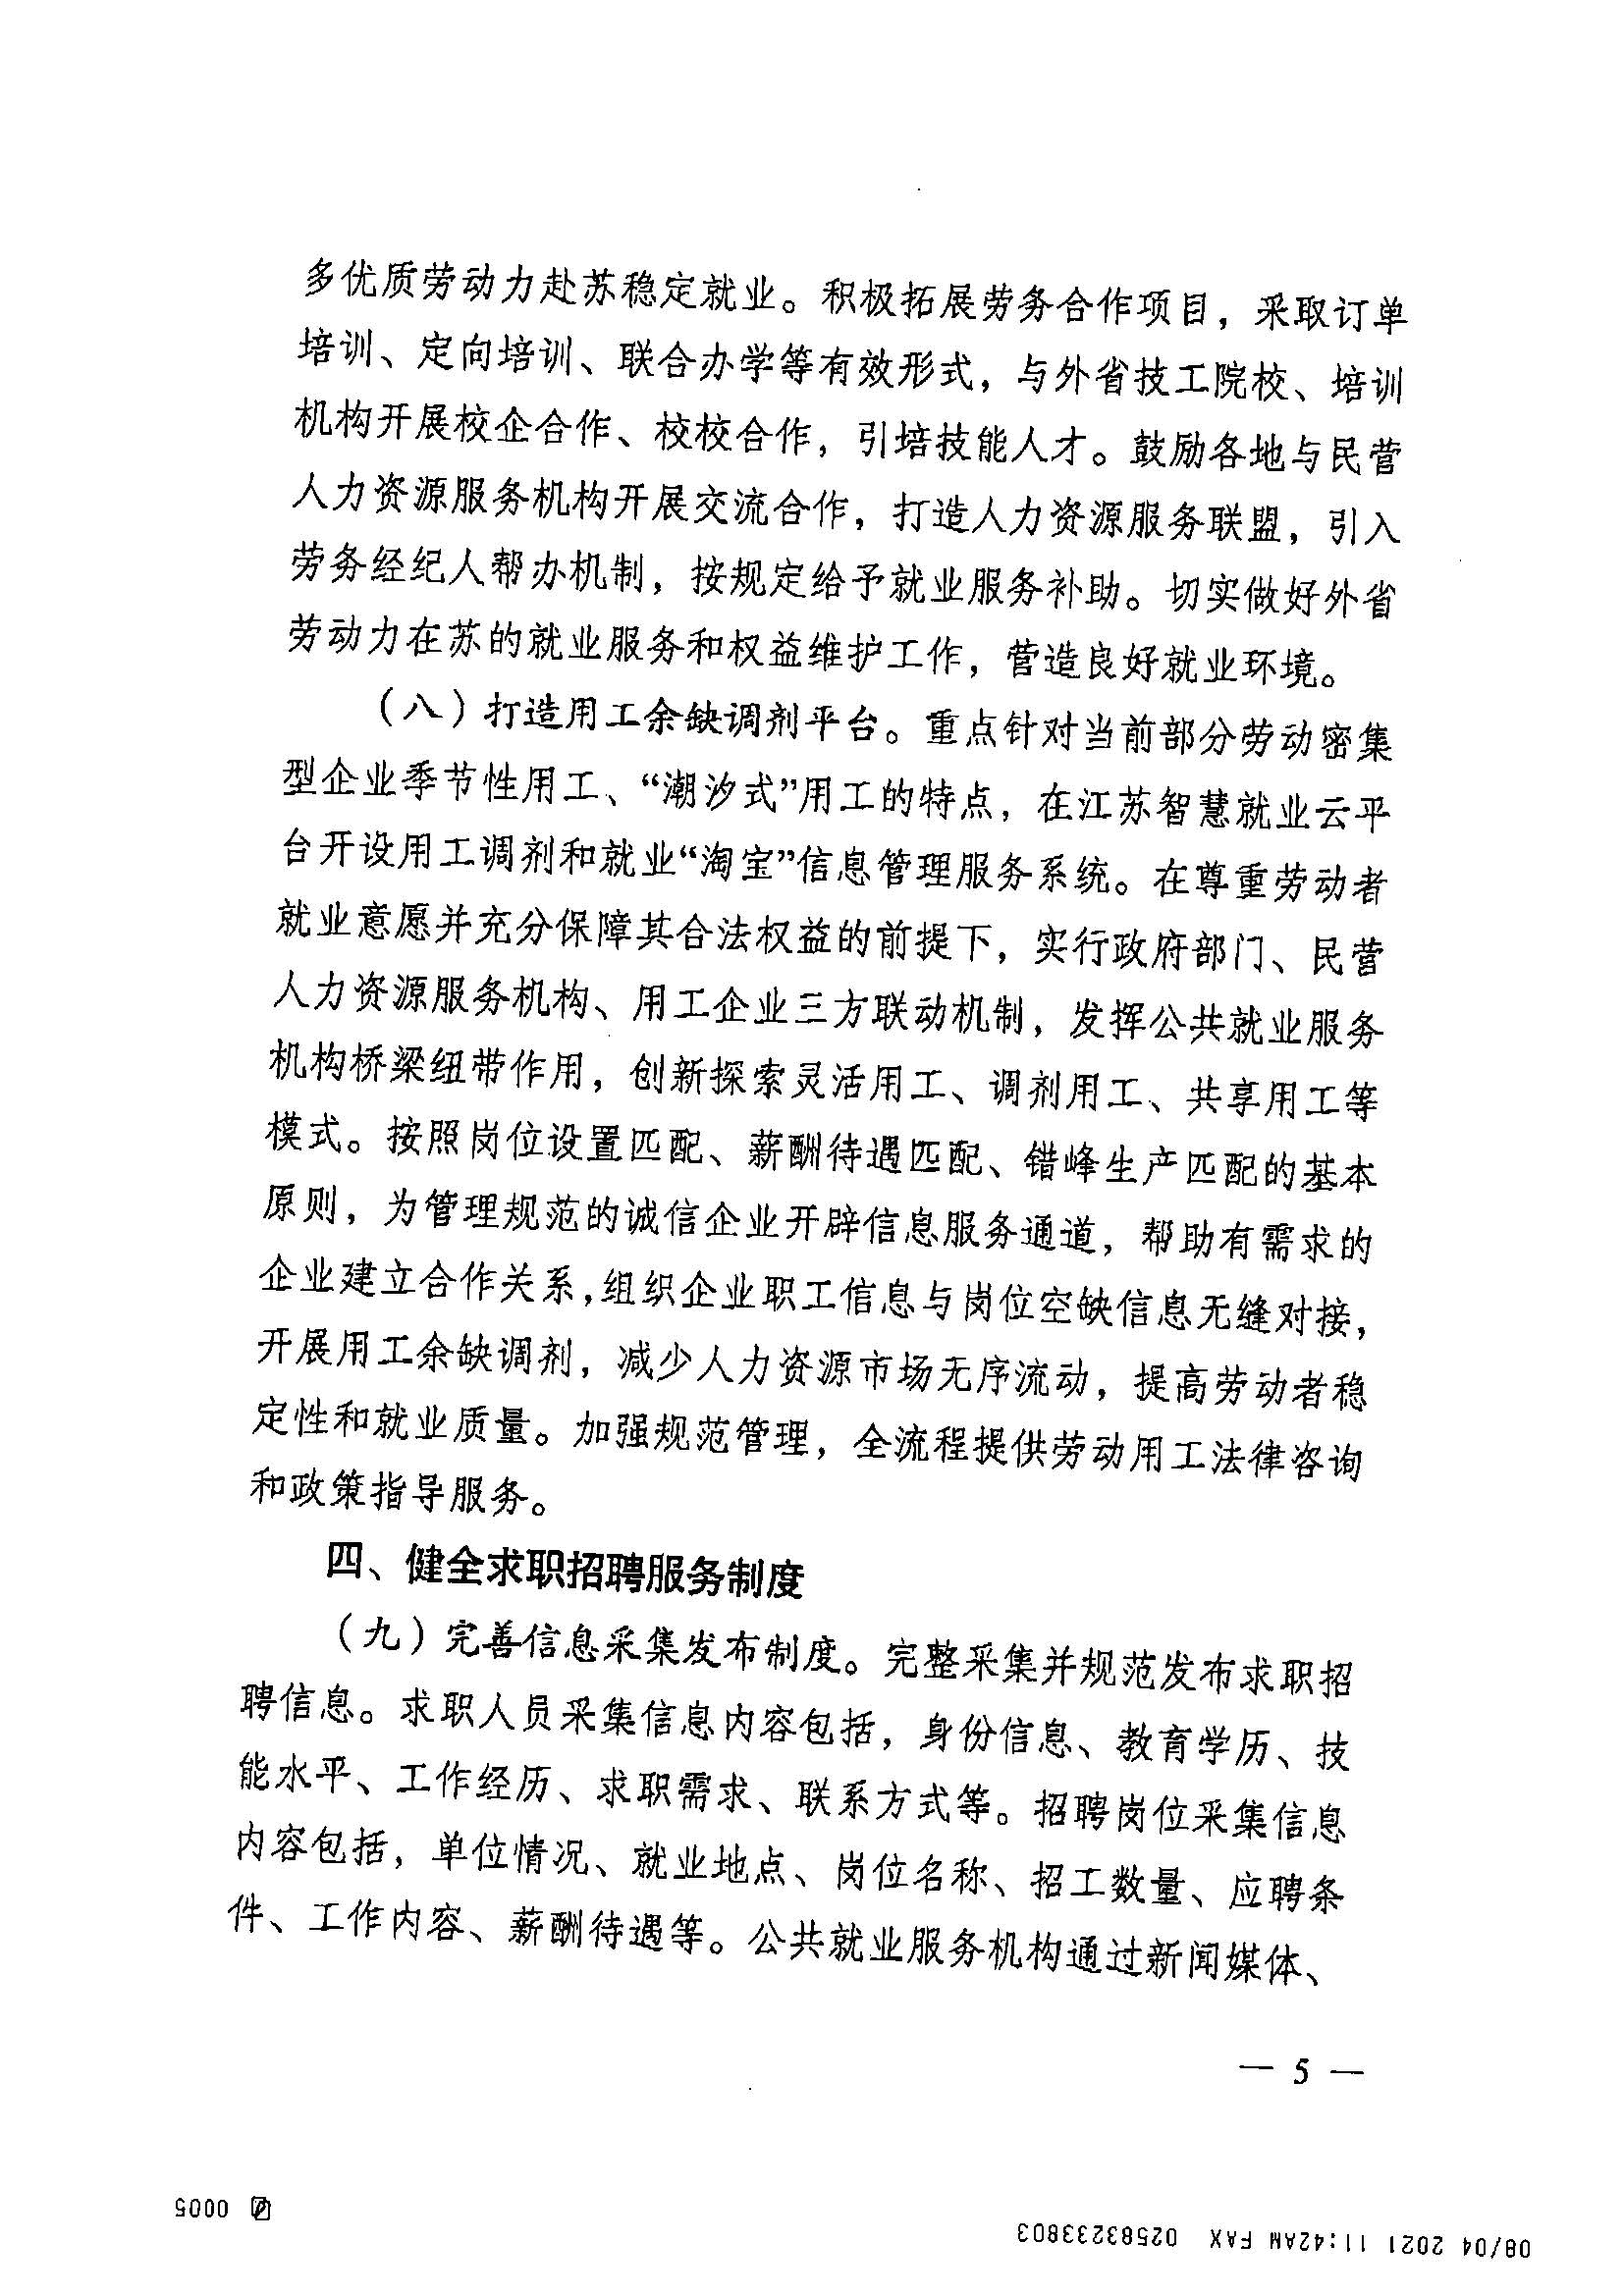 多优质劳动力赴苏稳定就业。积极拓展劳务合作项目，采取订单
培训、定向培训、联合办学等有效形式，与外省技工院校、培训
机构开展校企合作、校校合作，引培技能人才。鼓励各地与民营
人力资源服务机构开展交流合作，打造人力资源服务联盟，引入
劳务经纪人帮办机制，按规定给予就业服务补助。切实做好外省
劳动力在苏的就业服务和权益维护工作，营造良好就业环境。
（八）打造用工余缺调剂平台。重点针对当前部分劳动密集
型企业季节性用工、“潮汐式”用工的特点，在江苏智慧就业云平
台开设用工调剂和就业“淘宝”信息管理服务系统。在尊重劳动者
就业意愿并充分保障其合法权益的前提下，实行政府部门、民营
人力资源服务机构、用工企业三方联动机制，发挥公共就业服务
机构桥梁纽带作用，创新探索灵活用工、调剂用工、共享用工等
模式。按照岗位设置匹配、薪酬待遇匹配、错峰生产匹配的基本
原则，为管理规范的诚信企业开辟信息服务通道，帮助有需求的
企业建立合作关系，组织企业职工信息与岗位空缺信息无缝对接，
开展用工余缺调剂，减少人力资源市场无序流动，提高劳动者稳
定性和就业质量。加强规范管理，全流程提供劳动用工法律咨询
和政策指导服务。
四、健全求职招聘服务制度
（九）完善信息采集发布制度。完整采集并规范发布求职招
聘信息。求职人员采集信息内容包括，身份信息、教育学历、技
能水平、工作经历、求职需求、联系方式等。招聘岗位采集信息
内容包括，单位情况、就业地点、岗位名称、招工数量、应聘条
件、工作内容、薪酬待遇等。公共就业服务机构通过新闻媒体、
— 5 —
08/04 2021 11:42AM FAX 02583233803
0005